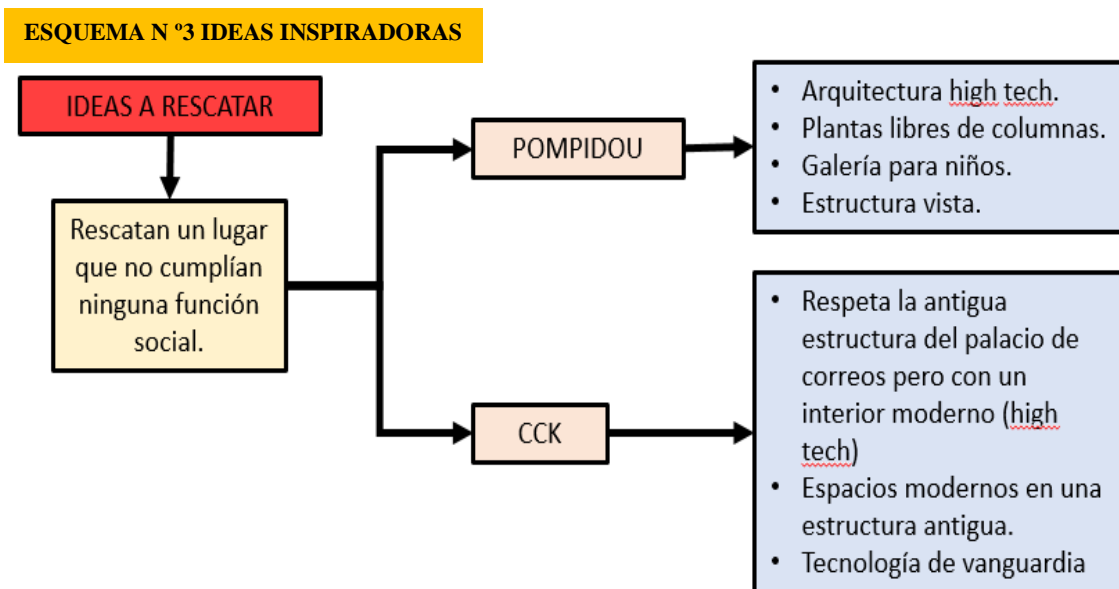 ESQUEMA N º3 IDEAS INSPIRADORAS
IDEAS A RESCATAR
Rescatan un lugar
que no cumplían
ninguna función
social.
POMPIDOU
• Arquitectura high tech.
• Plantas libres de columnas.
• Galería para niños.
• Estructura vista.
CCK
• Respeta la antigua
estructura del palacio de
correos pero con un
interior moderno (high
tech)
• Espacios modernos en una
estructura antigua.
• Tecnología de vanguardia